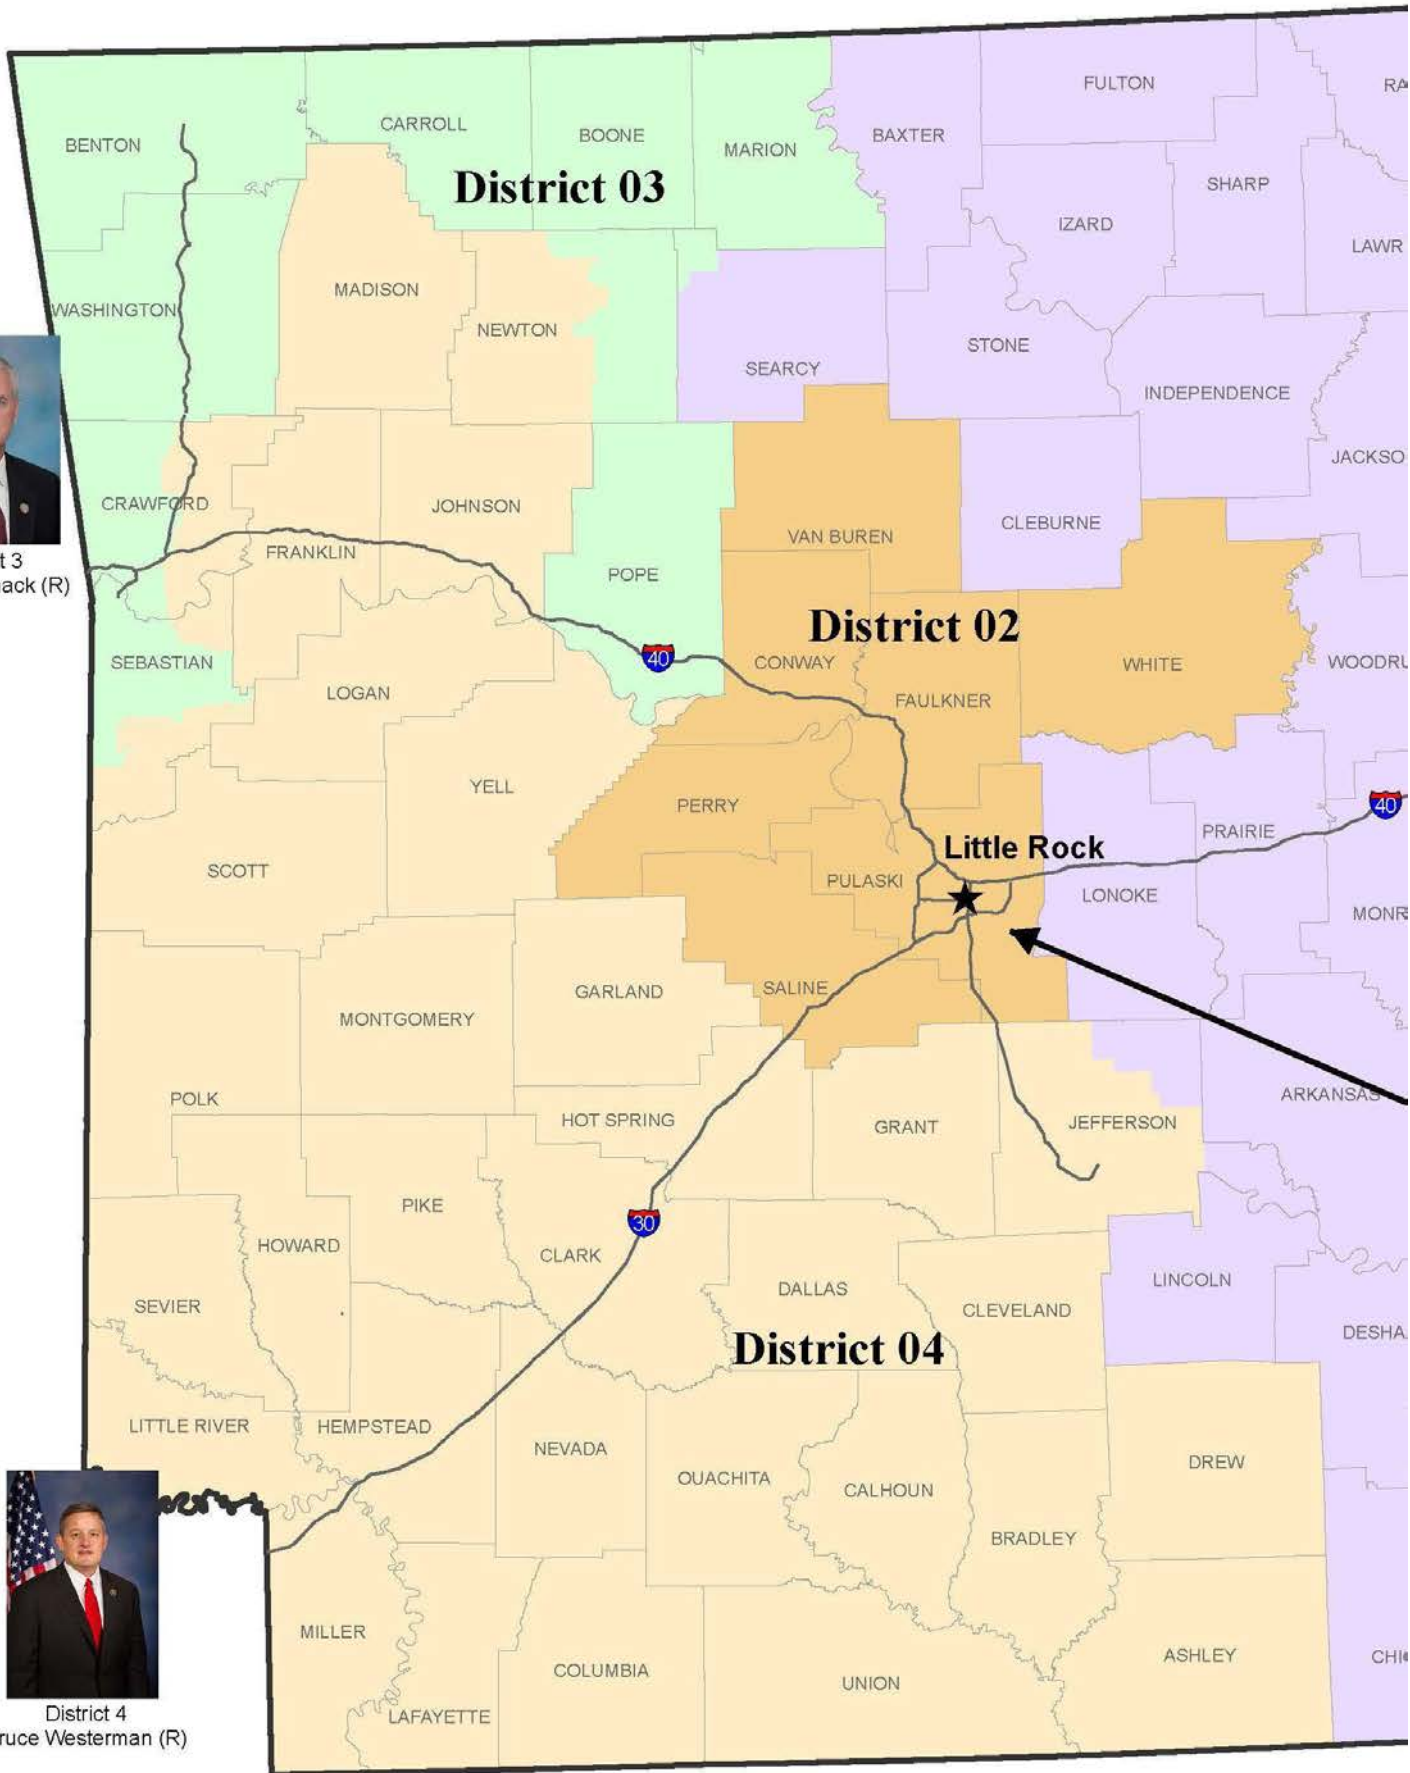 FULTON
RA
BENTON
CARROLL
BOONE
MARION
BAXTER
SHARP
District 03
IZARD
LAWR
MADISON
WASHINGTON
NEWTON
STONE
SEARCY
INDEPENDENCE
JACKSO
CRAWFORD
JOHNSON
VAN BUREN
CLEBURNE
FRANKLIN
t 3
ack (R)
POPE
District 02
SEBASTIAN
40
CONWAY
WHITE
WOODRU
LOGAN
FAULKNER
YELL
PERRY
40
PRAIRIE
Little Rock
SCOTT
PULASKI
LONOKE
MONR
GARLAND
SALINE
MONTGOMERY
POLK
ARKANSAS
HOT SPRING
GRANT
JEFFERSON
PIKE
30
HOWARD
CLARK
LINCOLN
DALLAS
SEVIER
CLEVELAND
DESHA
District 04
LITTLE RIVER
HEMPSTEAD
NEVADA
DREW
OUACHITA
CALHOUN
BRADLEY
MILLER
COLUMBIA
ASHLEY
CHI
UNION
District 4
ruce Westerman (R)
LAFAYETTE